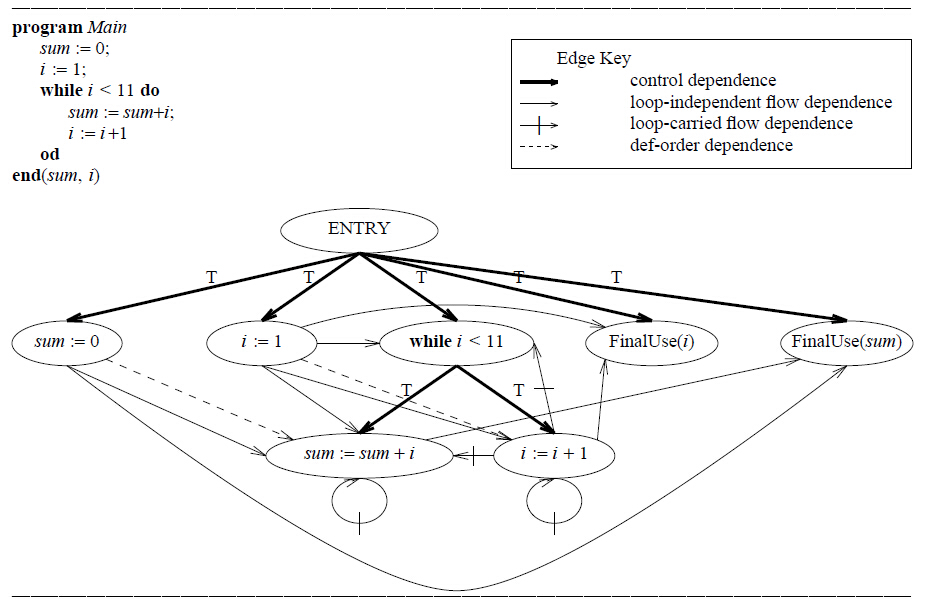 program Main
sum := 0;
i := 1;
while i < 11 do
sum := sum+i;
i := i+1
od
end(sum, i)
Edge Key
control dependence
loop-independent flow dependence
loop-carried flow dependence
def-order dependence
ENTRY
T T T T T
sum := 0 i := 1 while i < 11 FinalUse(i) FinalUse(sum)
T T
sum := sum + i i := i + 1